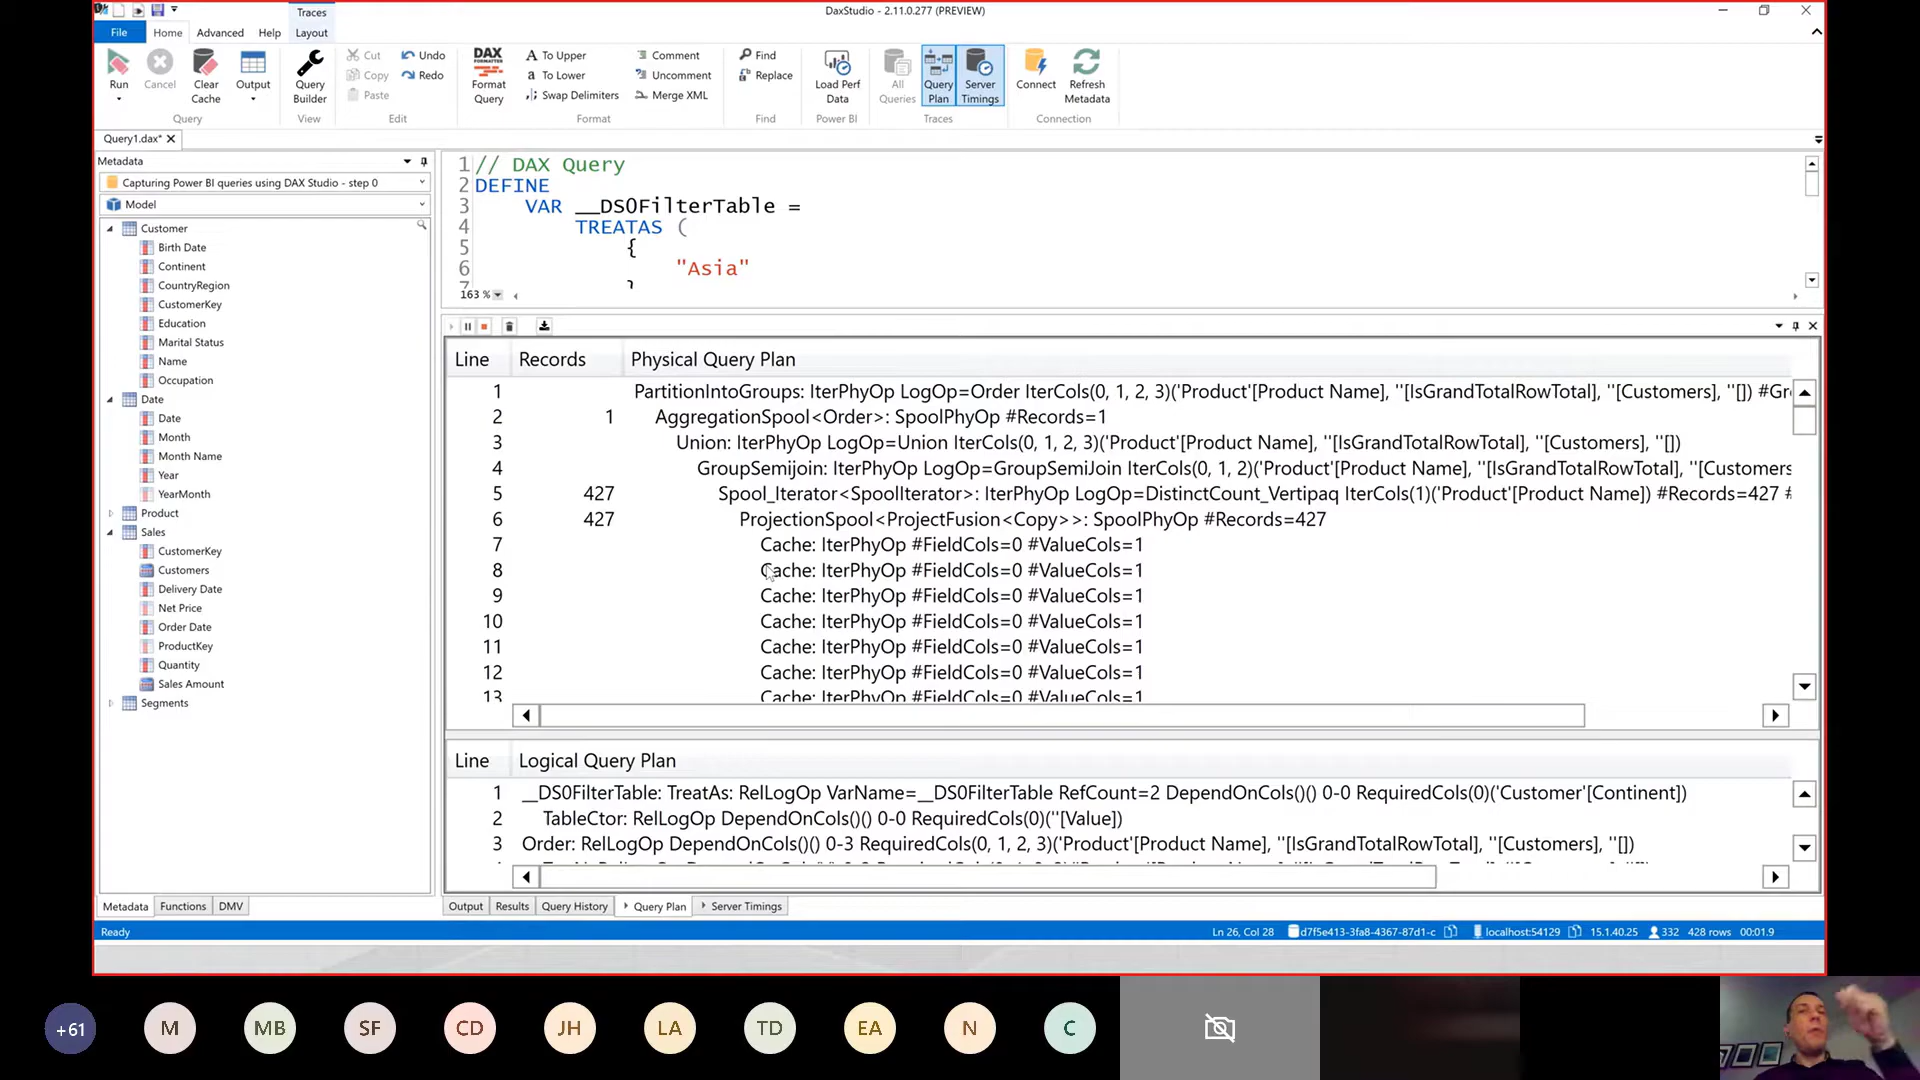 DaxStudio - 2.11.0.277 (PREVIEW)
Traces
File Home Advanced Help Layout
Run
Cancel
Clear Cache
Output
Query
Query Builder
View
Cut
Copy
Paste
Undo
Redo
Edit
DAX FORMATTER
Format Query
To Upper
To Lower
Swap Delimiters
Comment
Uncomment
Merge XML
Format
Find
Replace
Find
Load Perf Data
Power BI
All Queries
Query Plan
Server Timings
Traces
Connect
Refresh Metadata
Connection
Query1.dax*
Metadata
Capturing Power BI queries using DAX Studio - step 0
Model
Customer
Birth Date
Continent
CountryRegion
CustomerKey
Education
Marital Status
Name
Occupation
Date
Date
Month
Month Name
Year
YearMonth
Product
Sales
CustomerKey
Customers
Delivery Date
Net Price
Order Date
ProductKey
Quantity
Sales Amount
Segments
Metadata Functions DMV
1 // DAX Query
2 DEFINE
3 VAR __DS0FilterTable =
4 TREATAS (
5 {
6 "Asia"
7 }
163 %
Line Records Physical Query Plan
1 PartitionIntoGroups: IterPhyOp LogOp=Order IterCols(0, 1, 2, 3)('Product'[Product Name], ''[IsGrandTotalRowTotal], ''[Customers], ''[]) #Gr
2 1 AggregationSpool<Order>: SpoolPhyOp #Records=1
3 Union: IterPhyOp LogOp=Union IterCols(0, 1, 2, 3)('Product'[Product Name], ''[IsGrandTotalRowTotal], ''[Customers], ''[])
4 GroupSemijoin: IterPhyOp LogOp=GroupSemiJoin IterCols(0, 1, 2)('Product'[Product Name], ''[IsGrandTotalRowTotal], ''[Customers
5 427 Spool_Iterator<SpoolIterator>: IterPhyOp LogOp=DistinctCount_Vertipaq IterCols(1)('Product'[Product Name]) #Records=427 #
6 427 ProjectionSpool<ProjectFusion<Copy>>: SpoolPhyOp #Records=427
7 Cache: IterPhyOp #FieldCols=0 #ValueCols=1
8 Cache: IterPhyOp #FieldCols=0 #ValueCols=1
9 Cache: IterPhyOp #FieldCols=0 #ValueCols=1
10 Cache: IterPhyOp #FieldCols=0 #ValueCols=1
11 Cache: IterPhyOp #FieldCols=0 #ValueCols=1
12 Cache: IterPhyOp #FieldCols=0 #ValueCols=1
13 Cache: IterPhyOp #FieldCols=0 #ValueCols=1
Line Logical Query Plan
1 __DS0FilterTable: TreatAs: RelLogOp VarName=__DS0FilterTable RefCount=2 DependOnCols()() 0-0 RequiredCols(0)('Customer'[Continent])
2 TableCtor: RelLogOp DependOnCols()() 0-0 RequiredCols(0)(''[Value])
3 Order: RelLogOp DependOnCols()() 0-3 RequiredCols(0, 1, 2, 3)('Product'[Product Name], ''[IsGrandTotalRowTotal], ''[Customers], ''[])
Output Results Query History Query Plan Server Timings
Ready Ln 26, Col 28 d7f5e413-3fa8-4367-87d1-c localhost:54129 15.1.40.25 332 428 rows 00:01.9
+61 M MB SF CD JH LA TD EA N C